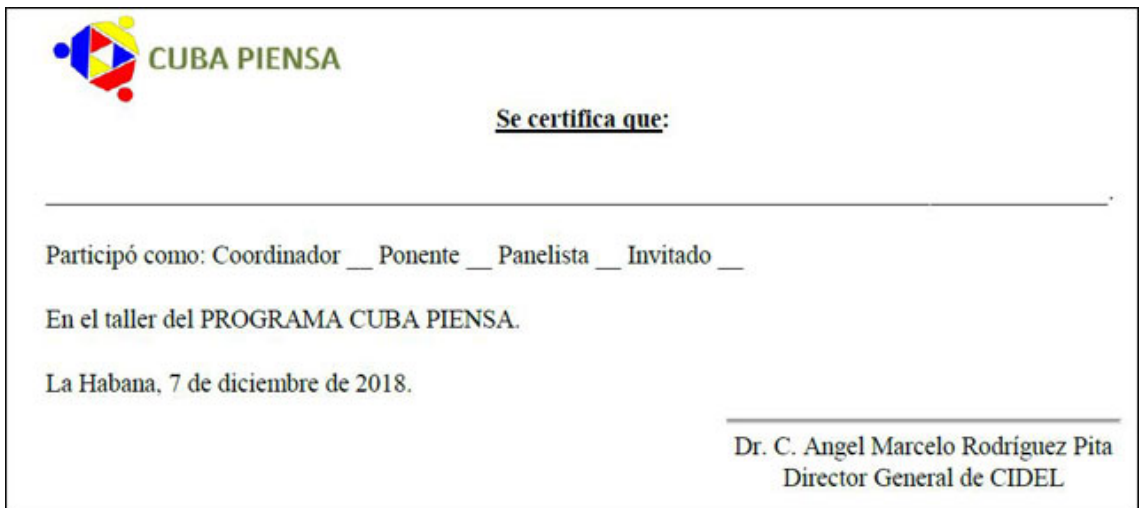 CUBA PIENSA
Se certifica que:
______________________________________________________________________.
Participó como: Coordinador __ Ponente __ Panelista __ Invitado __
En el taller del PROGRAMA CUBA PIENSA.
La Habana, 7 de diciembre de 2018.
Dr. C. Angel Marcelo Rodríguez Pita
Director General de CIDEL